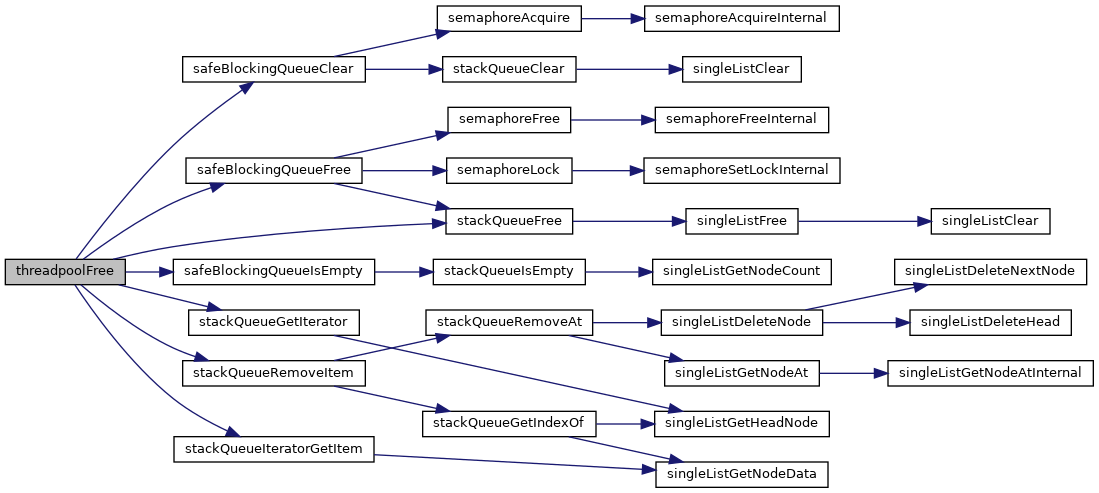 semaphoreAcquire
semaphoreAcquireInternal
safeBlockingQueueClear
stackQueueClear
singleListClear
semaphoreFree
semaphoreFreeInternal
safeBlockingQueueFree
semaphoreLock
semaphoreSetLockInternal
stackQueueFree
singleListFree
singleListClear
threadpoolFree
safeBlockingQueueIsEmpty
stackQueueIsEmpty
singleListGetNodeCount
singleListDeleteNextNode
stackQueueGetIterator
stackQueueRemoveAt
singleListDeleteNode
singleListDeleteHead
stackQueueRemoveItem
singleListGetNodeAt
singleListGetNodeAtInternal
stackQueueGetIndexOf
singleListGetHeadNode
stackQueueIteratorGetItem
singleListGetNodeData